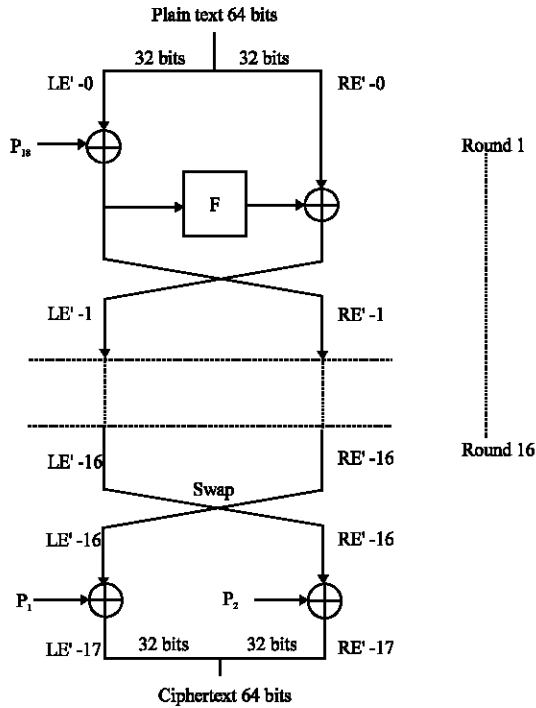 Plain text 64 bits
32 bits 32 bits
LE' -0 RE' -0
P18 Round 1
F
LE' -1 RE' -1
Round 16
LE' -16 RE' -16
Swap
LE' -16 RE' -16
P1 P2
LE' -17 32 bits 32 bits RE' -17
Ciphertext 64 bits